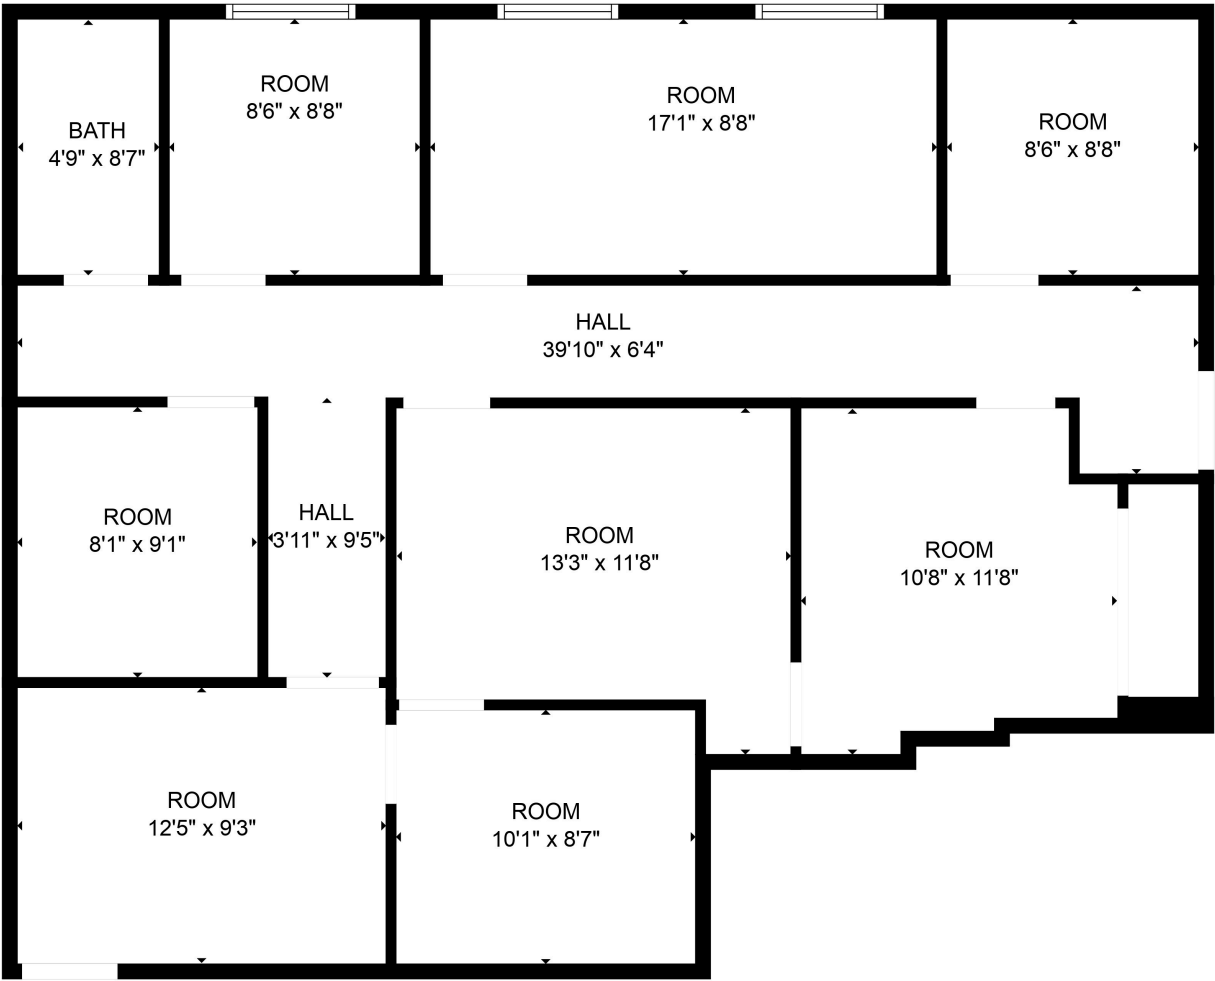 ROOM
8'6" x 8'8"
ROOM
17'1" x 8'8"
ROOM
8'6" x 8'8"
BATH
4'9" x 8'7"
HALL
39'10" x 6'4"
ROOM
8'1" x 9'1"
HALL
3'11" x 9'5"
ROOM
13'3" x 11'8"
ROOM
10'8" x 11'8"
ROOM
12'5" x 9'3"
ROOM
10'1" x 8'7"